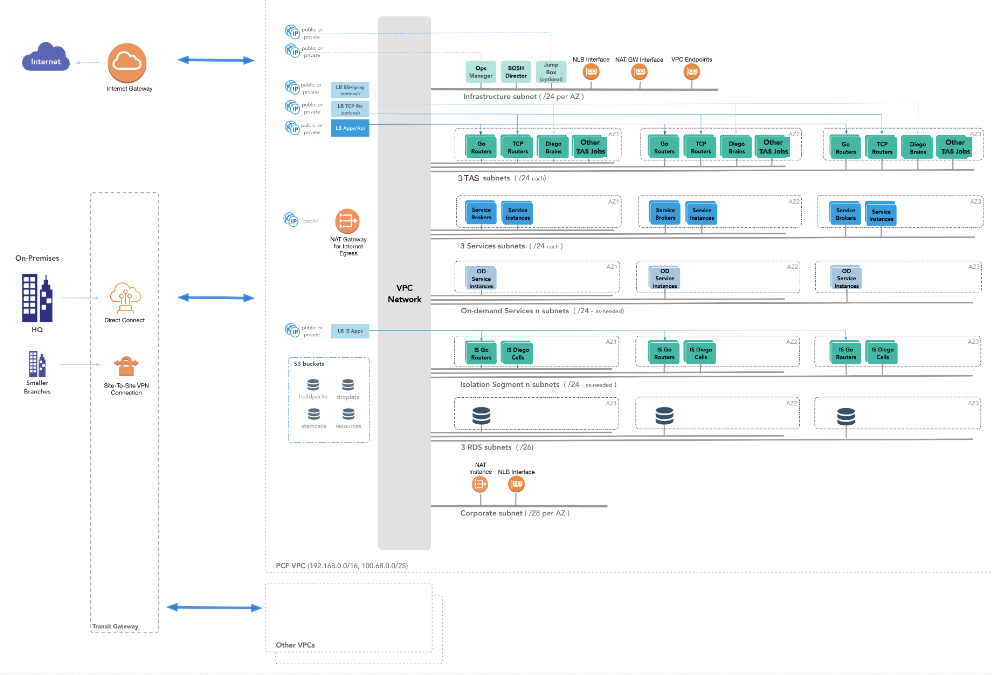 Internet
Internet Gateway
On-Premises
HQ
Direct Connect
Smaller
Branches
Site-To-Site VPN
Connection
Transit Gateway
IP
public or
private
IP
public or
private
IP
public or
private
LB SSH proxy
(optional)
IP
public or
private
LB TCP Rtr
(optional)
IP
public or
private
LB Apps/Api
IP
public
NAT Gateway
for Internet
Egress
IP
public or
private
LB IS Apps
S3 buckets
buildpacks
droplets
stemcells
resources
VPC
Network
Ops
Manager
BOSH
Director
Jump
Box
(optional)
NLB Interface
NAT GW Interface
VPC Endpoints
Infrastructure subnet ( /24 per AZ )
AZ1
Go
Routers
TCP
Routers
Diego
Brains
Other
TAS Jobs
AZ2
Go
Routers
TCP
Routers
Diego
Brains
Other
TAS Jobs
AZ3
Go
Routers
TCP
Routers
Diego
Brains
Other
TAS Jobs
3 TAS subnets ( /24 each)
AZ1
Service
Brokers
Service
Instances
AZ2
Service
Brokers
Service
Instances
AZ3
Service
Brokers
Service
Instances
3 Services subnets ( /24 each )
AZ1
OD
Service
Instances
AZ2
OD
Service
Instances
AZ3
OD
Service
Instances
On-demand Services n subnets ( /24 - as-needed)
AZ1
IS Go
Routers
IS Diego
Cells
AZ2
IS Go
Routers
IS Diego
Cells
AZ3
IS Go
Routers
IS Diego
Cells
Isolation Segment n subnets ( /24 - as-needed )
AZ1
AZ2
AZ3
3 RDS subnets ( /26)
NAT
Instance
NLB Interface
Corporate subnet ( /28 per AZ )
PCF VPC (192.168.0.0/16, 100.68.0.0/25)
Other VPCs